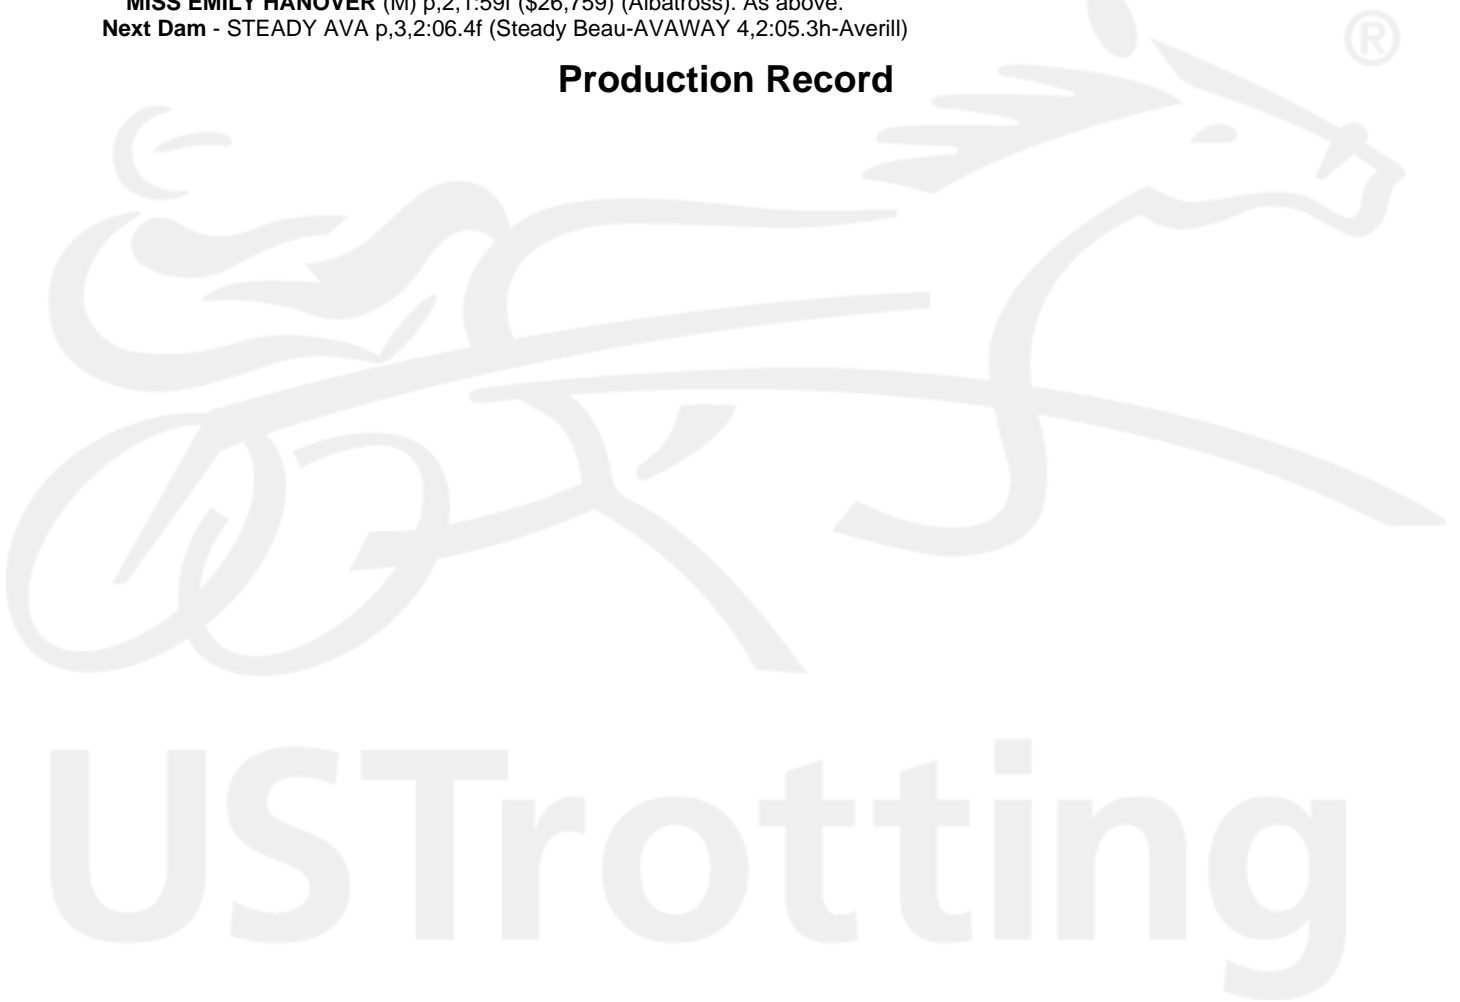 MISS EMILY HANOVER (M) p,2,1:59f ($26,759) (Albatross). As above.
Next Dam - STEADY AVA p,3,2:06.4f (Steady Beau-AVAWAY 4,2:05.3h-Averill)
®
Production Record
USTrotting